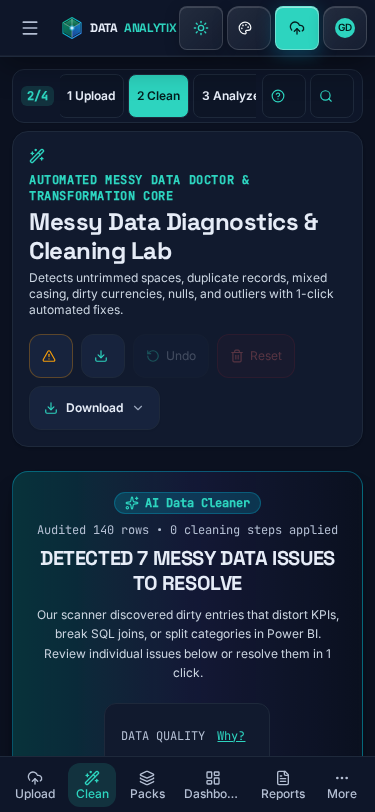 DATA ANALYTIX
GD
2/4
1 Upload
2 Clean
3 Analyze
AUTOMATED MESSY DATA DOCTOR &
TRANSFORMATION CORE
Messy Data Diagnostics &
Cleaning Lab
Detects untrimmed spaces, duplicate records, mixed
casing, dirty currencies, nulls, and outliers with 1-click
automated fixes.
Undo
Reset
Download
AI Data Cleaner
Audited 140 rows • 0 cleaning steps applied
DETECTED 7 MESSY DATA ISSUES
TO RESOLVE
Our scanner discovered dirty entries that distort KPIs,
break SQL joins, or split categories in Power BI.
Review individual issues below or resolve them in 1
click.
DATA QUALITY Why?
Upload
Clean
Packs
Dashbo...
Reports
More